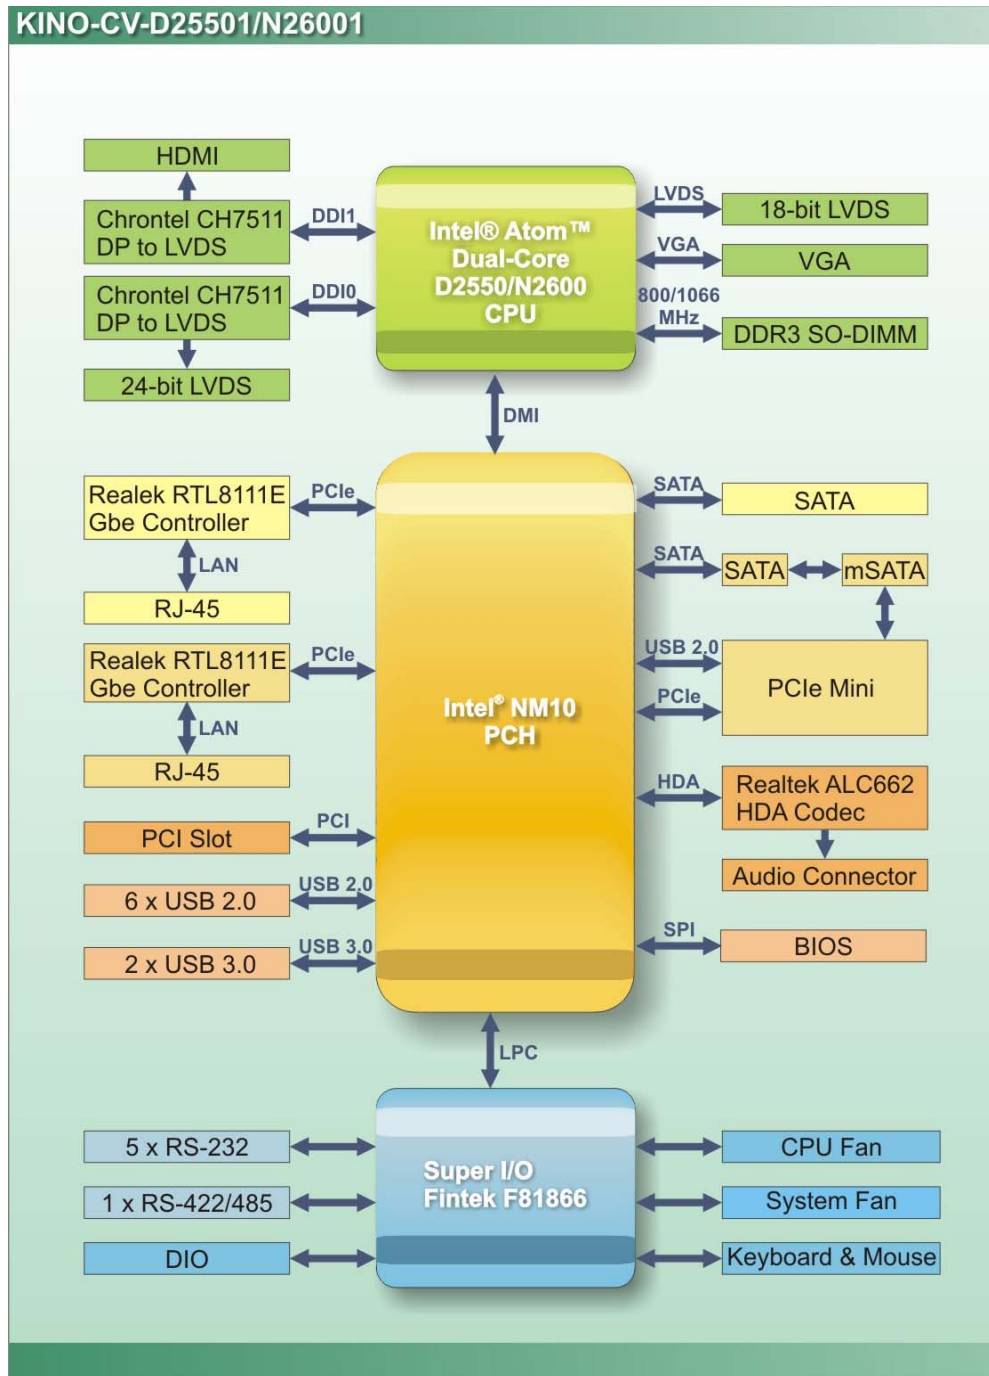 KINO-CV-D25501/N26001
HDMI
Chrontel CH7511
DP to LVDS
DDI1
Chrontel CH7511
DP to LVDS
DDI0
24-bit LVDS
Intel® Atom™
Dual-Core
D2550/N2600
CPU
LVDS
18-bit LVDS
VGA
VGA
800/1066
MHz
DDR3 SO-DIMM
DMI
Realek RTL8111E
Gbe Controller
PCIe
LAN
RJ-45
Realek RTL8111E
Gbe Controller
PCIe
LAN
RJ-45
PCI Slot
PCI
6 x USB 2.0
USB 2.0
2 x USB 3.0
USB 3.0
Intel® NM10
PCH
SATA
SATA
SATA
SATA
mSATA
USB 2.0
PCIe
PCIe Mini
HDA
Realtek ALC662
HDA Codec
Audio Connector
SPI
BIOS
LPC
5 x RS-232
1 x RS-422/485
DIO
Super I/O
Fintek F81866
CPU Fan
System Fan
Keyboard & Mouse